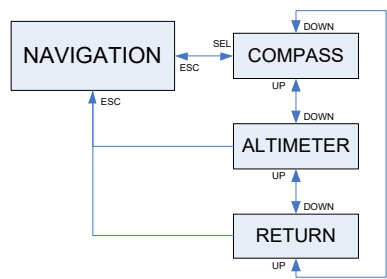 DOWN
SEL
NAVIGATION
COMPASS
ESC
UP
ESC
DOWN
ALTIMETER
UP
DOWN
RETURN
UP